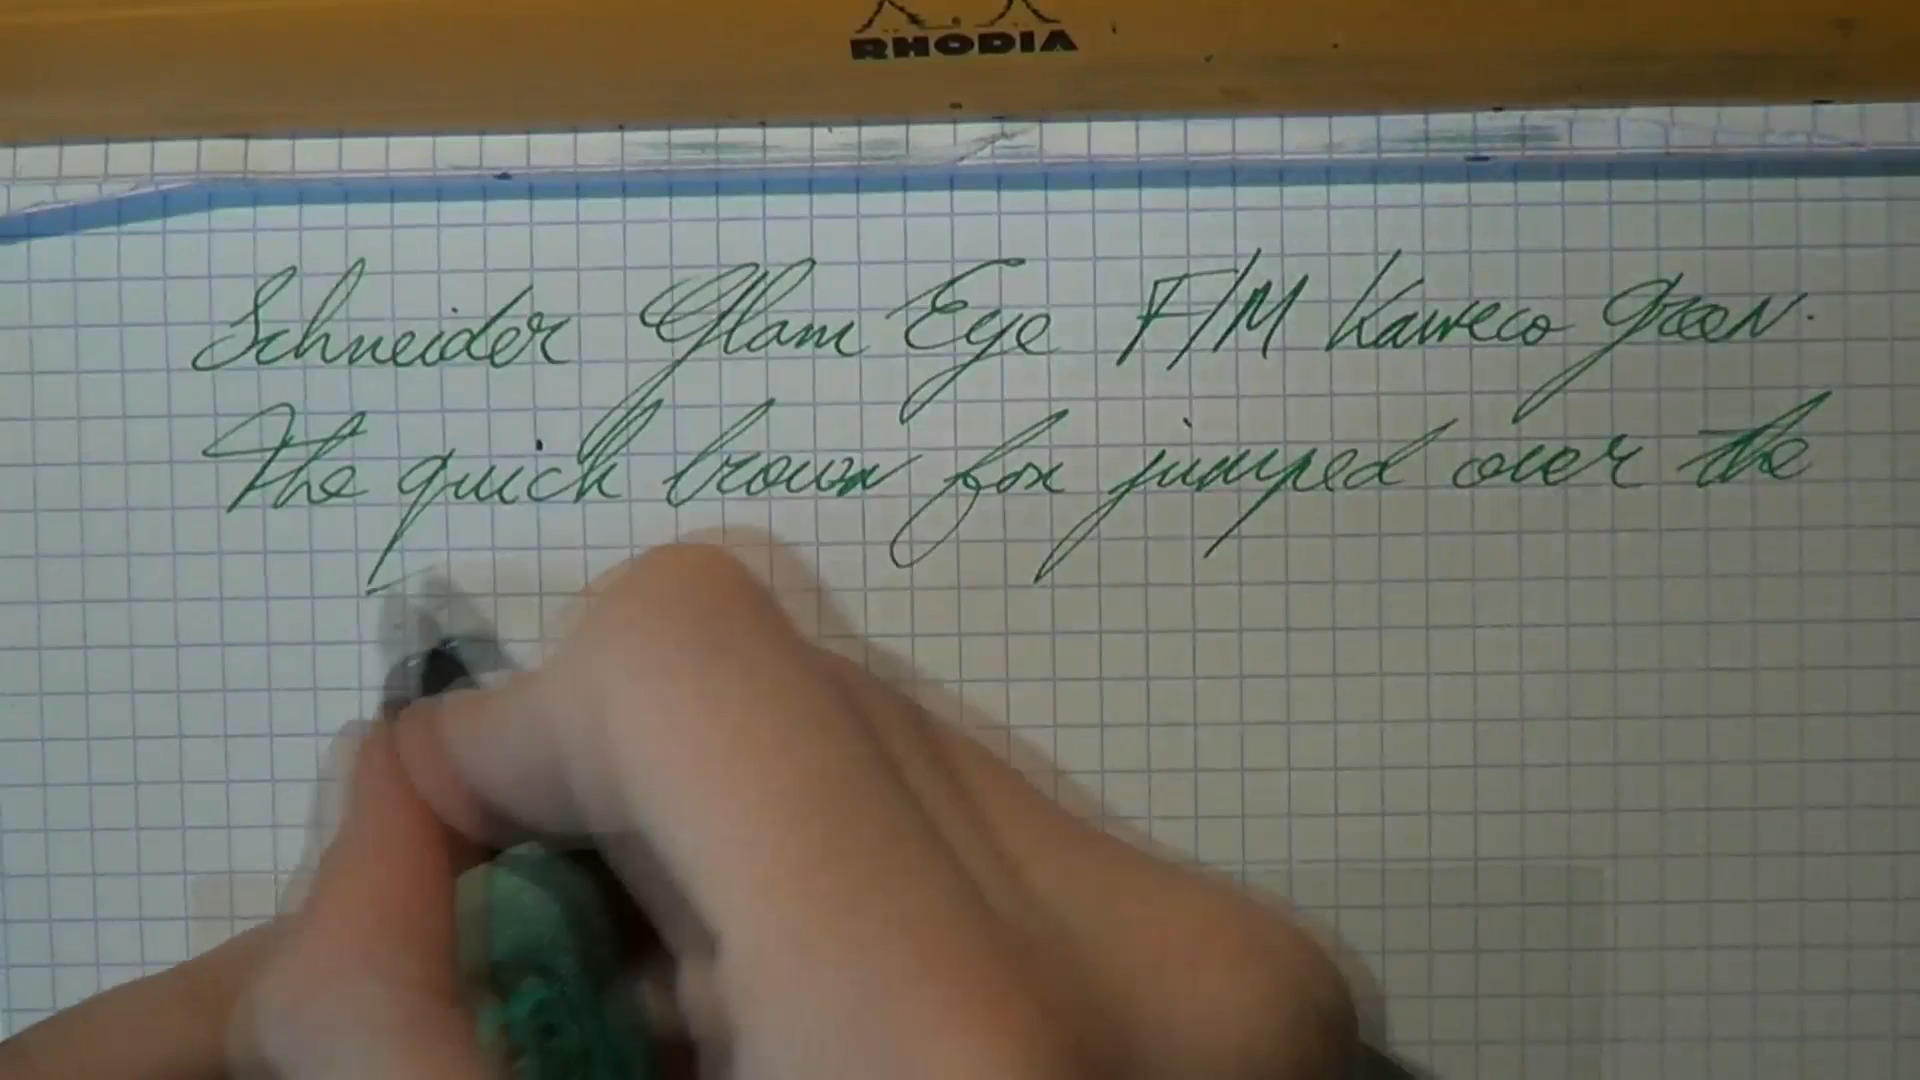 RHODIA
Schneider Glam Eye F/M Kaweco Green.
The quick brown fox jumped over the